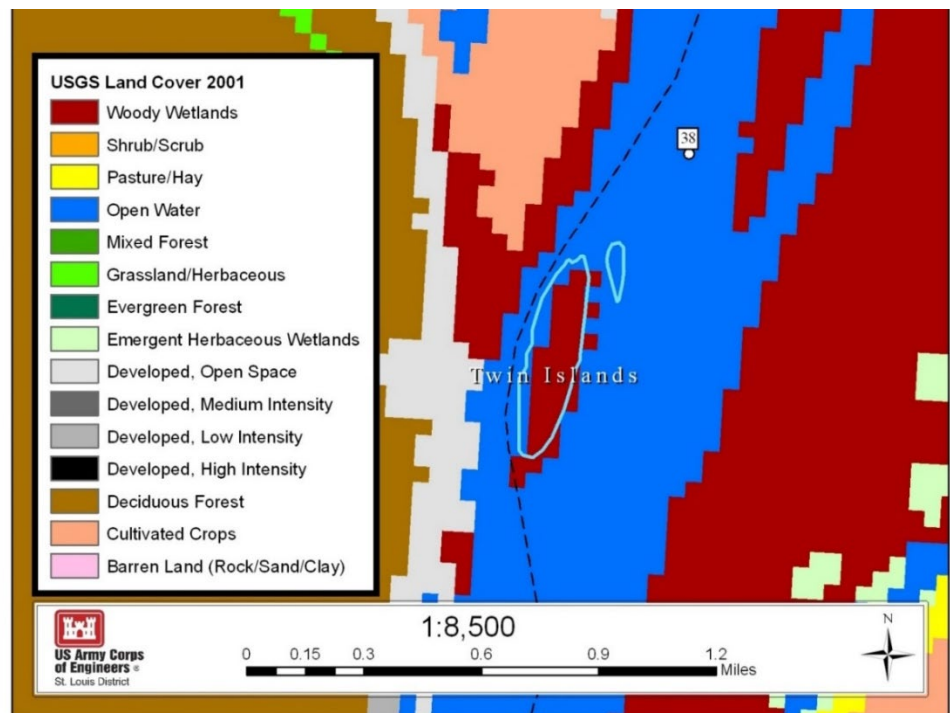 USGS Land Cover 2001
Woody Wetlands
Shrub/Scrub
Pasture/Hay
Open Water
Mixed Forest
Grassland/Herbaceous
Evergreen Forest
Emergent Herbaceous Wetlands
Developed, Open Space
Developed, Medium Intensity
Developed, Low Intensity
Developed, High Intensity
Deciduous Forest
Cultivated Crops
Barren Land (Rock/Sand/Clay)
38
Twin Islands
US Army Corps
of Engineers ®
St. Louis District
1:8,500
0 0.15 0.3 0.6 0.9 1.2
Miles
N